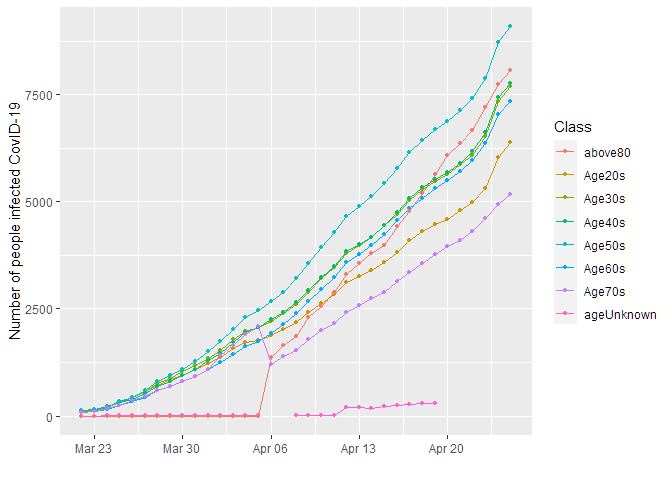 Number of people infected CovID-19
7500
5000
2500
0
Mar 23
Mar 30
Apr 06
Apr 13
Apr 20
Class
above80
Age20s
Age30s
Age40s
Age50s
Age60s
Age70s
ageUnknown